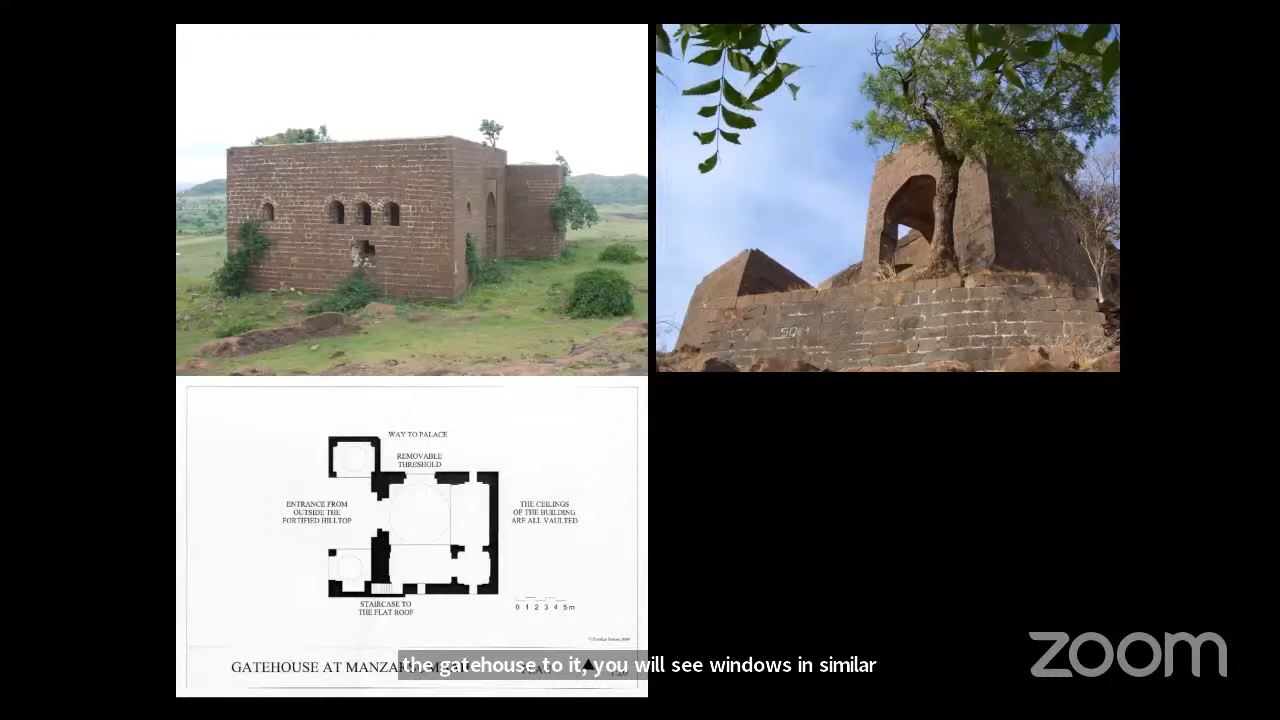 50
WAY TO PALACE
REMOVABLE
THRESHOLD
ENTRANCE FROM
OUTSIDE THE
FORTIFIED HILLTOP
THE CEILINGS
OF THE BUILDING
ARE ALL VAULTED
STAIRCASE TO
THE FLAT ROOF
0 1 2 3 4 5m
GATEHOUSE AT
the gatehouse to it, you will see windows in similar
zoom